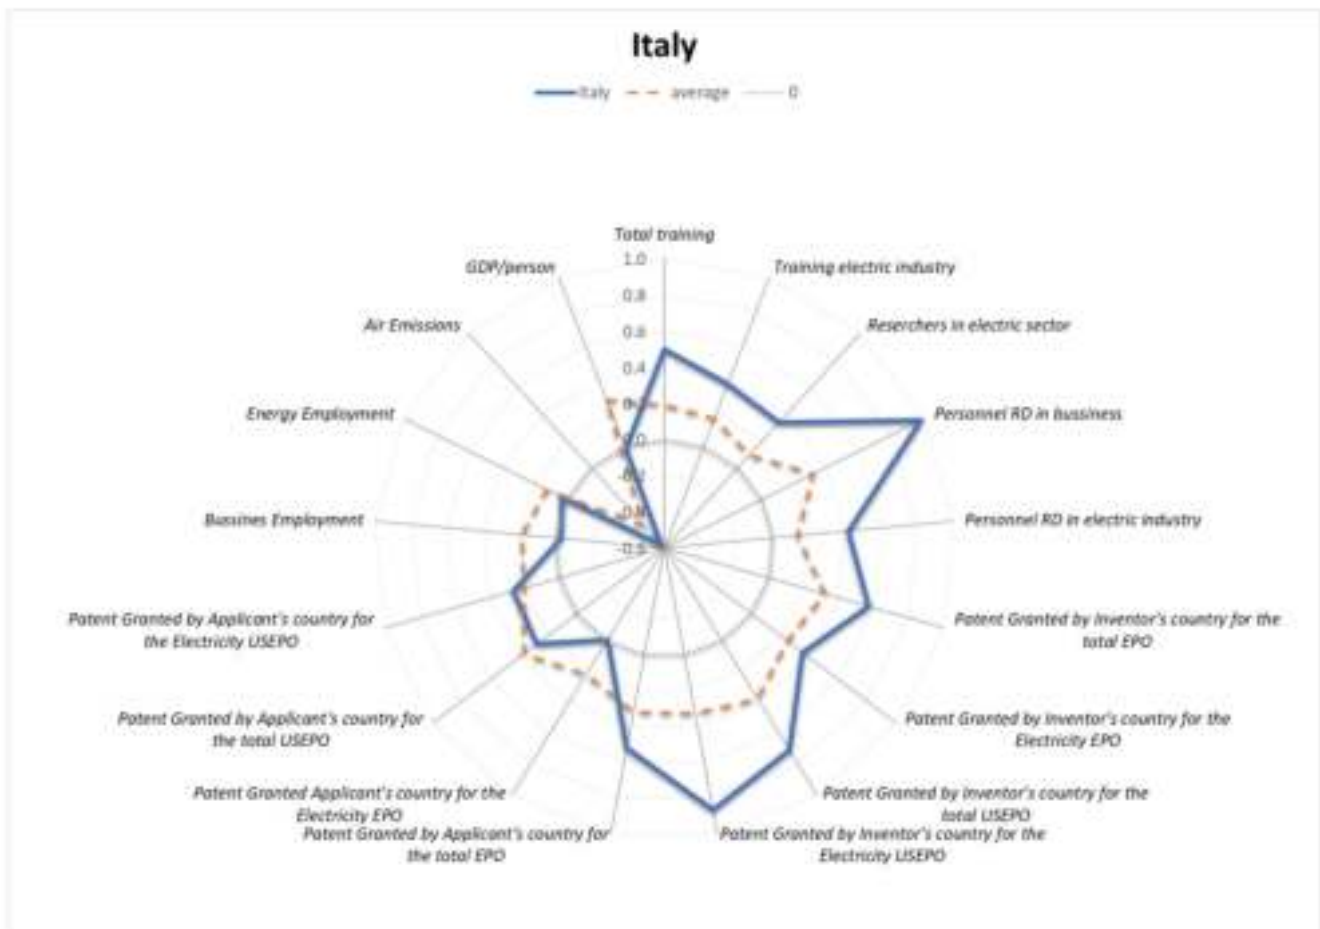 Italy
Italy average 0
Total training
1.0
GDP/person
Training electric industry
0.8
Air Emissions
Reserchers in electric sector
0.6
0.4
Energy Employment
Personnel RD in bussiness
0.0
Bussines Employment
Personnel RD in electric industry
Patent Granted by Applicant's country for
the Electricity USEPO
Patent Granted by Inventor's country for the
total EPO
Patent Granted by Applicant's country for
the total USEPO
Patent Granted by Inventor's country for the
Electricity EPO
Patent Granted Applicant's country for the
Electricity EPO
Patent Granted by Inventor's country for the
total USEPO
Patent Granted by Applicant's country for
the total EPO
Patent Granted by Inventor's country for the
Electricity USEPO